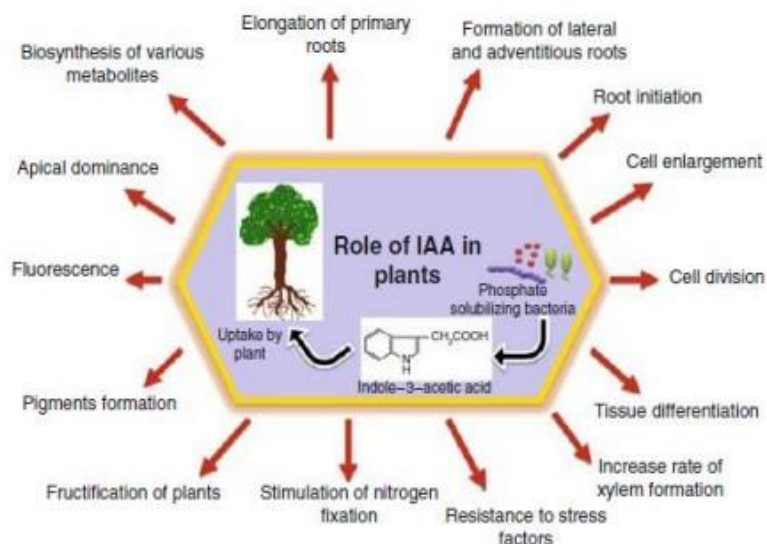 Elongation of primary
roots
Formation of lateral
and adventitious roots
Biosynthesis of various
metabolites
Root initiation
Cell enlargement
Apical dominance
Role of IAA in
plants
Fluorescence
Cell division
Phosphate
solubilizing bacteria
Uptake by
plant
CH2COOH
N
H
Indole-3-acetic acid
Pigments formation
Tissue differentiation
Fructification of plants
Stimulation of nitrogen
fixation
Resistance to stress
factors
Increase rate of
xylem formation